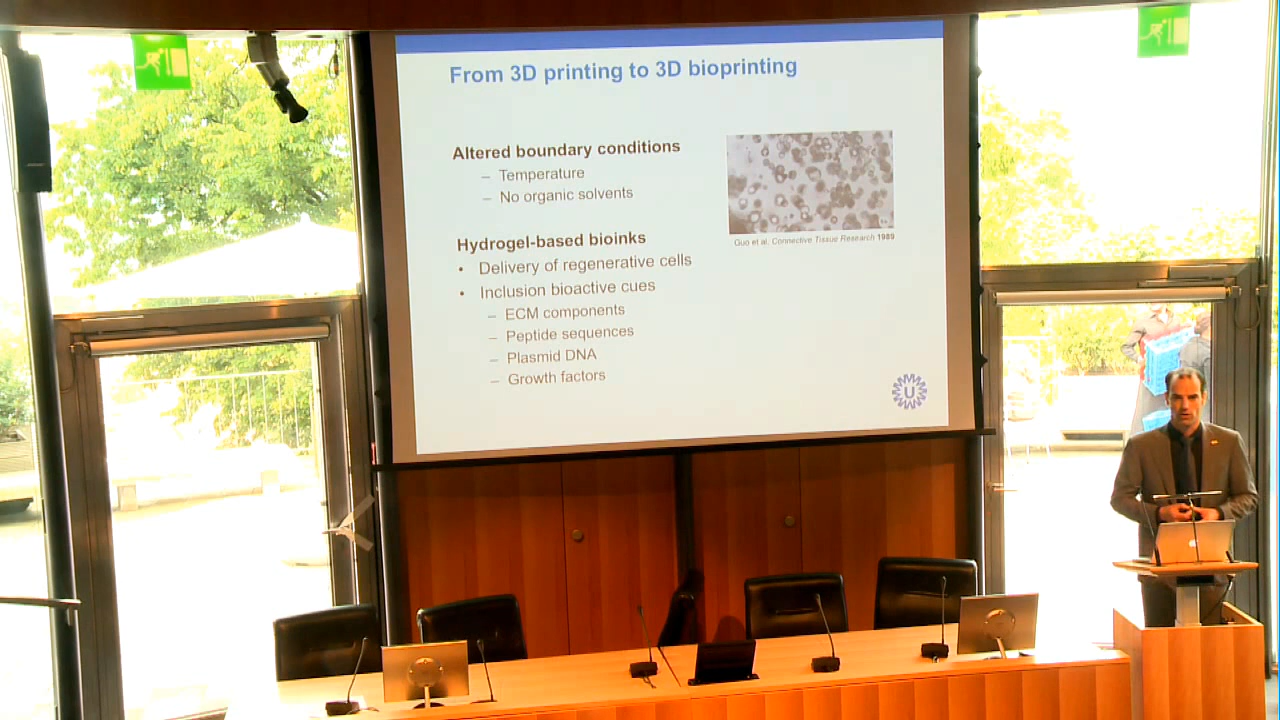 From 3D printing to 3D bioprinting
Altered boundary conditions
– Temperature
– No organic solvents
Guo et al. Connective Tissue Research 1989
Hydrogel-based bioinks
• Delivery of regenerative cells
• Inclusion bioactive cues
– ECM components
– Peptide sequences
– Plasmid DNA
– Growth factors
U